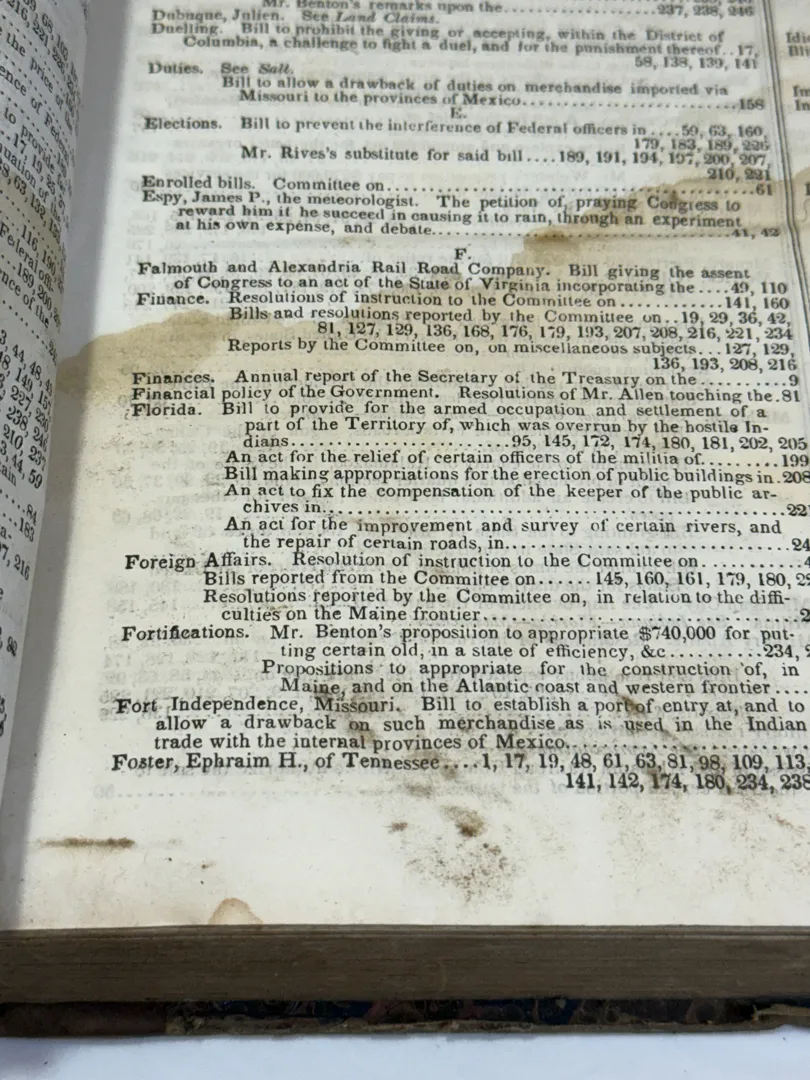 Mr. Benton's remarks upon the..................237, 238, 246
Dubuque, Julien. See Land Claims.
Duelling. Bill to prohibit the giving or accepting, within the District of
Columbia, a challenge to fight a duel, and for the punishment thereof..17,
58, 138, 139, 141
Duties. See Salt.
Bill to allow a drawback of duties on merchandise imported via
Missouri to the provinces of Mexico............................158
E.
Elections. Bill to prevent the interference of Federal officers in....59, 63, 160,
179, 183, 189, 226
Mr. Rives's substitute for said bill....189, 191, 194, 197, 200, 207,
210, 221
Enrolled bills. Committee on................................................61
Espy, James P., the meteorologist. The petition of, praying Congress to
reward him if he succeed in causing it to rain, through an experiment
at his own expense, and debate.......................................41, 42
F.
Falmouth and Alexandria Rail Road Company. Bill giving the assent
of Congress to an act of the State of Virginia incorporating the....49, 110
Finance. Resolutions of instruction to the Committee on............141, 160
Bills and resolutions reported by the Committee on..19, 29, 36, 42,
81, 127, 129, 136, 168, 176, 179, 193, 207, 208, 216, 221, 234
Reports by the Committee on, on miscellaneous subjects...127, 129,
136, 193, 208, 216
Finances. Annual report of the Secretary of the Treasury on the..........9
Financial policy of the Government. Resolutions of Mr. Allen touching the.81
Florida. Bill to provide for the armed occupation and settlement of a
part of the Territory of, which was overrun by the hostile In-
dians........................95, 145, 172, 174, 180, 181, 202, 205
An act for the relief of certain officers of the militia of.........199
Bill making appropriations for the erection of public buildings in.208
An act to fix the compensation of the keeper of the public ar-
chives in...................................................22
An act for the improvement and survey of certain rivers, and
the repair of certain roads, in..................................24
Foreign Affairs. Resolution of instruction to the Committee on...........4
Bills reported from the Committee on......145, 160, 161, 179, 180, 2
Resolutions reported by the Committee on, in relation to the diffi-
culties on the Maine frontier.....................................2
Fortifications. Mr. Benton's proposition to appropriate $740,000 for put-
ting certain old, in a state of efficiency, &c..........234,
Propositions to appropriate for the construction of, in
Maine, and on the Atlantic coast and western frontier....
Fort Independence, Missouri. Bill to establish a port of entry at, and to
allow a drawback on such merchandise as is used in the Indian
trade with the internal provinces of Mexico..........................
Foster, Ephraim H., of Tennessee....1, 17, 19, 48, 61, 63, 81, 98, 109, 113,
141, 142, 174, 180, 234, 238